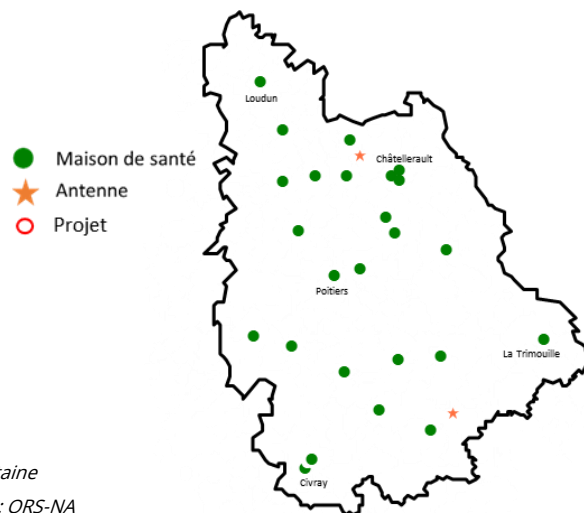 Loudun
Châtellerault
Maison de santé
Antenne
Projet
Poitiers
La Trimouille
Civray
: ORS-NA